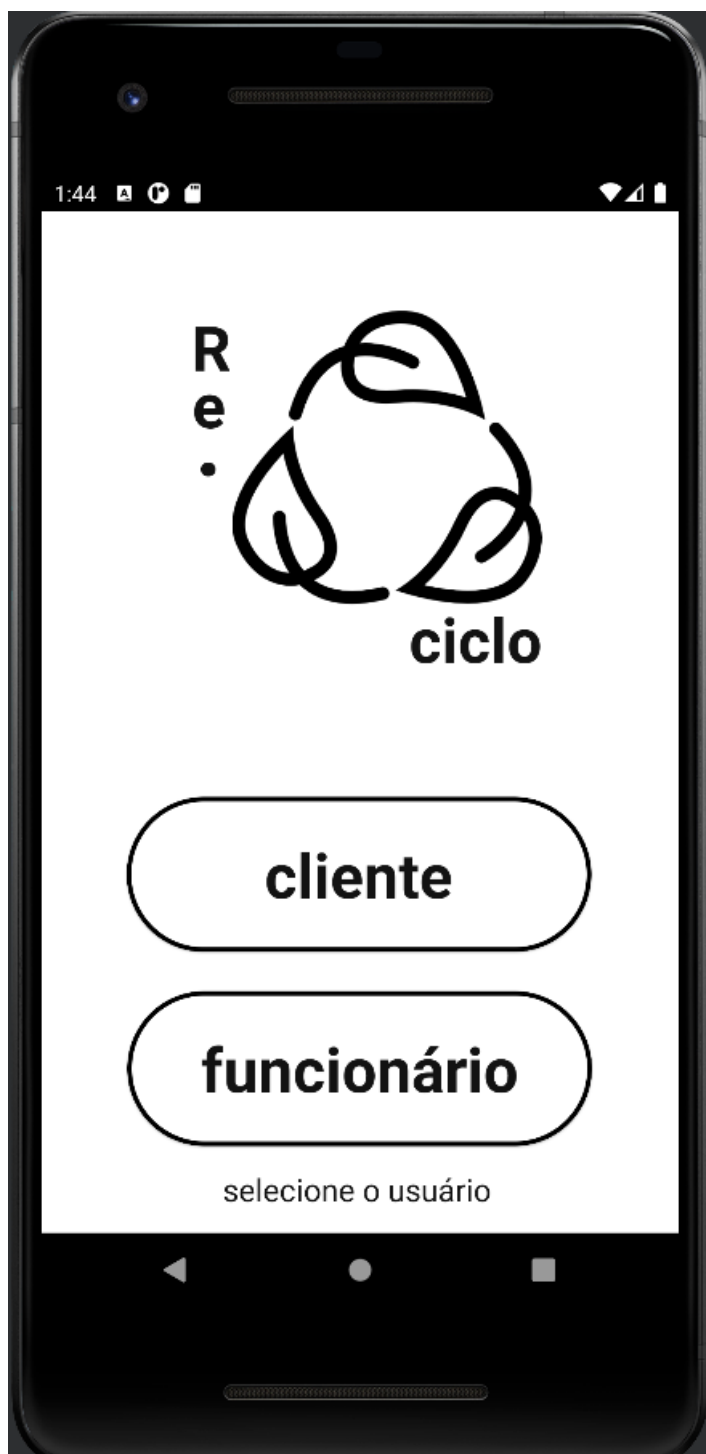 1:44
R
e
.
ciclo
cliente
funcionário
selecione o usuário